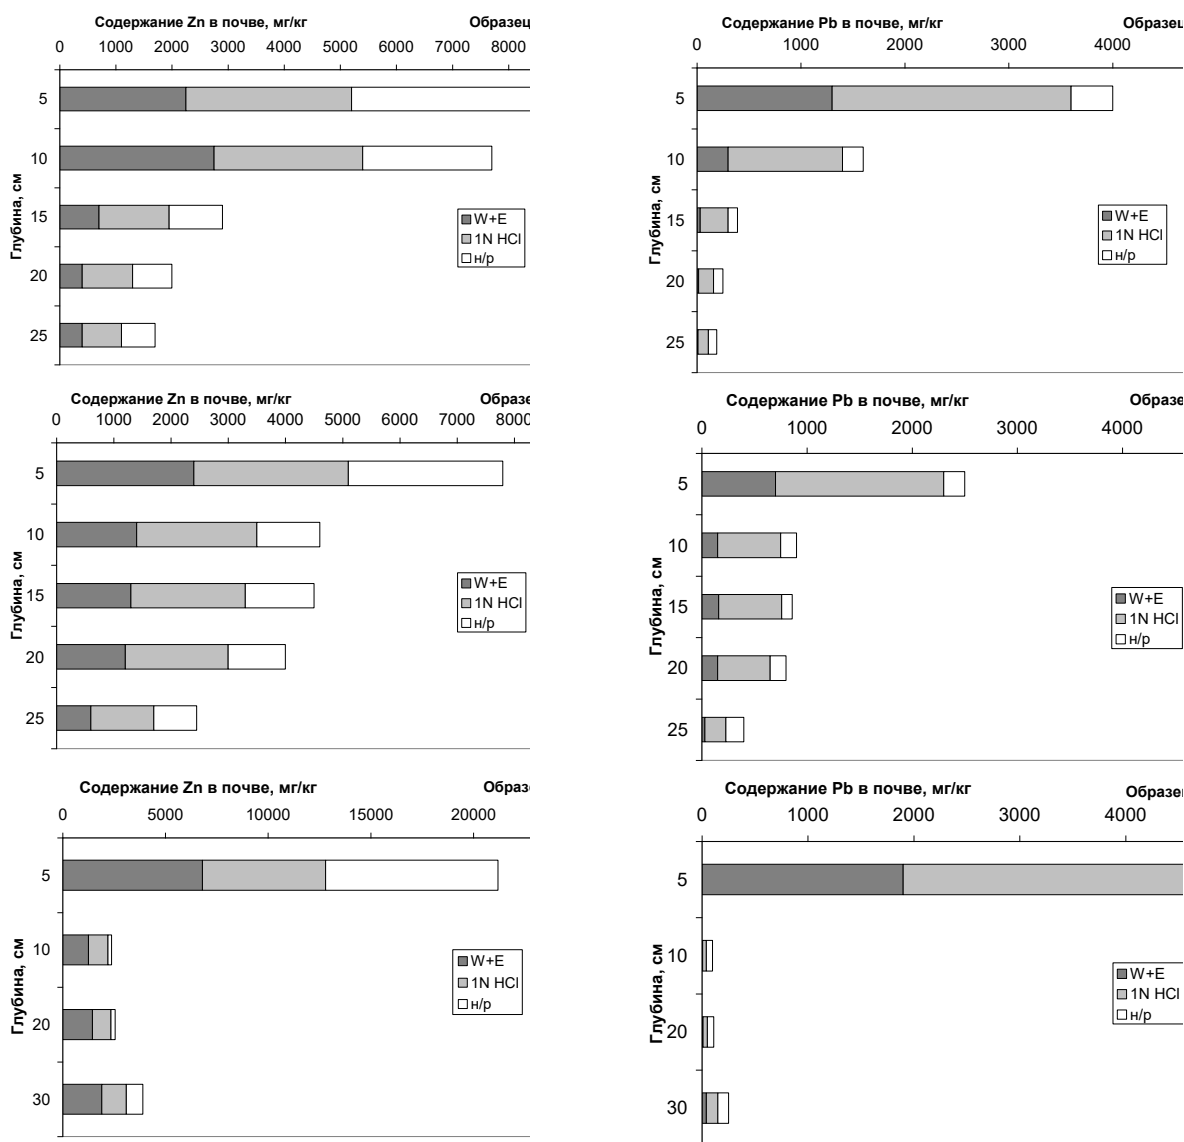 Содержание Zn в почве, мг/кг
Образец
0 1000 2000 3000 4000 5000 6000 7000 8000
5
10
15
20
25
Глубина, см
W+E
1N HCl
н/р
Содержание Pb в почве, мг/кг
Образец
0 1000 2000 3000 4000
5
10
15
20
25
Глубина, см
W+E
1N HCl
н/р
Содержание Zn в почве, мг/кг
Образе
0 1000 2000 3000 4000 5000 6000 7000 8000
5
10
15
20
25
Глубина, см
W+E
1N HCl
н/р
Содержание Pb в почве, мг/кг
Образе
0 1000 2000 3000 4000
5
10
15
20
25
Глубина, см
W+E
1N HCl
н/р
Содержание Zn в почве, мг/кг
Образе
0 5000 10000 15000 20000
5
10
20
30
Глубина, см
W+E
1N HCl
н/р
Содержание Pb в почве, мг/кг
Образец
0 1000 2000 3000 4000
5
10
20
30
Глубина, см
W+E
1N HCl
н/р